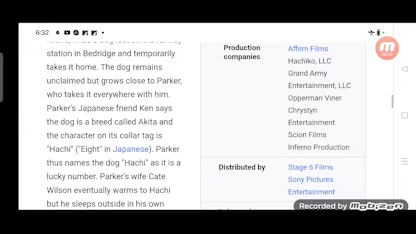 6:32
station in Bedridge and temporarily
takes it home. The dog remains
unclaimed but grows close to Parker,
who takes it everywhere with him.
Parker's Japanese friend Ken says
the dog is a breed called Akita and
the character on its collar tag is
"Hachi" ("Eight" in Japanese). Parker
thus names the dog "Hachi" as it is a
lucky number. Parker's wife Cate
Wilson eventually warms to Hachi
but he sleeps outside in his own
Production
companies
Affirm Films
Hachiko, LLC
Grand Army
Entertainment, LLC
Opperman Viner
Chrystyn
Entertainment
Scion Films
Inferno Production
Distributed by
Stage 6 Films
Sony Pictures
Entertainment
Recorded by Mobizen